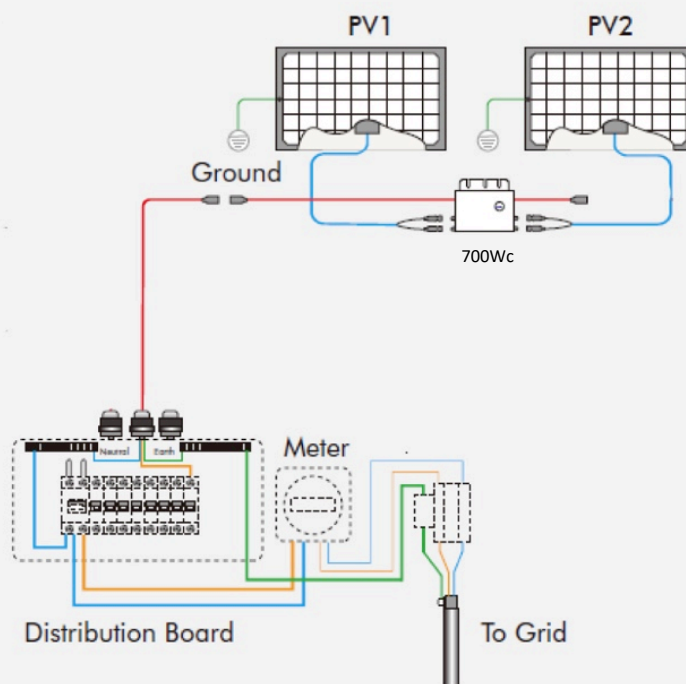 PV1
PV2
Ground
700Wc
Neutral
Earth
Meter
Distribution Board
To Grid